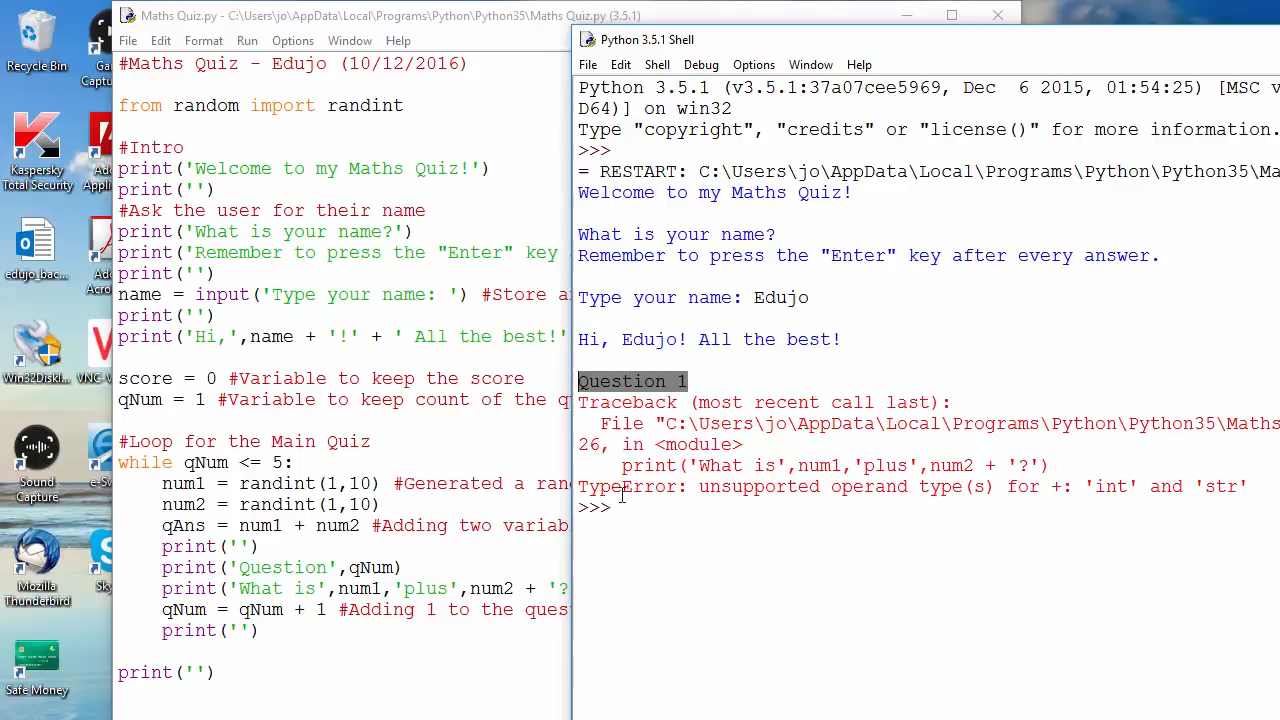 Recycle Bin
Ga
Captu
Kaspersky
Total Security
Ad
Appli
edujo_bac...
Ad
Acro
Win32DiskI...
VNC-V
Sound
Capture
e-Sw
Mozilla
Thunderbird
Sky
Safe Money
Maths Quiz.py - C:\Users\jo\AppData\Local\Programs\Python\Python35\Maths Quiz.py (3.5.1)
File Edit Format Run Options Window Help
#Maths Quiz - Edujo (10/12/2016)
from random import randint
#Intro
print('Welcome to my Maths Quiz!')
print('')
#Ask the user for their name
print('What is your name?')
print('Remember to press the "Enter" key
print('')
name = input('Type your name: ') #Store a
print('')
print('Hi,',name + '!' + ' All the best!'
score = 0 #Variable to keep the score
qNum = 1 #Variable to keep count of the q
#Loop for the Main Quiz
while qNum <= 5:
num1 = randint(1,10) #Generated a ran
num2 = randint(1,10)
qAns = num1 + num2 #Adding two variab
print('')
print('Question',qNum)
print('What is',num1,'plus',num2 + '?
qNum = qNum + 1 #Adding 1 to the ques
print('')
print('')
Python 3.5.1 Shell
File Edit Shell Debug Options Window Help
Python 3.5.1 (v3.5.1:37a07cee5969, Dec  6 2015, 01:54:25) [MSC v
D64)] on win32
Type "copyright", "credits" or "license()" for more information.
>>>
= RESTART: C:\Users\jo\AppData\Local\Programs\Python\Python35\Ma
Welcome to my Maths Quiz!
What is your name?
Remember to press the "Enter" key after every answer.
Type your name: Edujo
Hi, Edujo! All the best!
Question 1
Traceback (most recent call last):
File "C:\Users\jo\AppData\Local\Programs\Python\Python35\Maths
26, in <module>
print('What is',num1,'plus',num2 + '?')
TypeError: unsupported operand type(s) for +: 'int' and 'str'
>>>